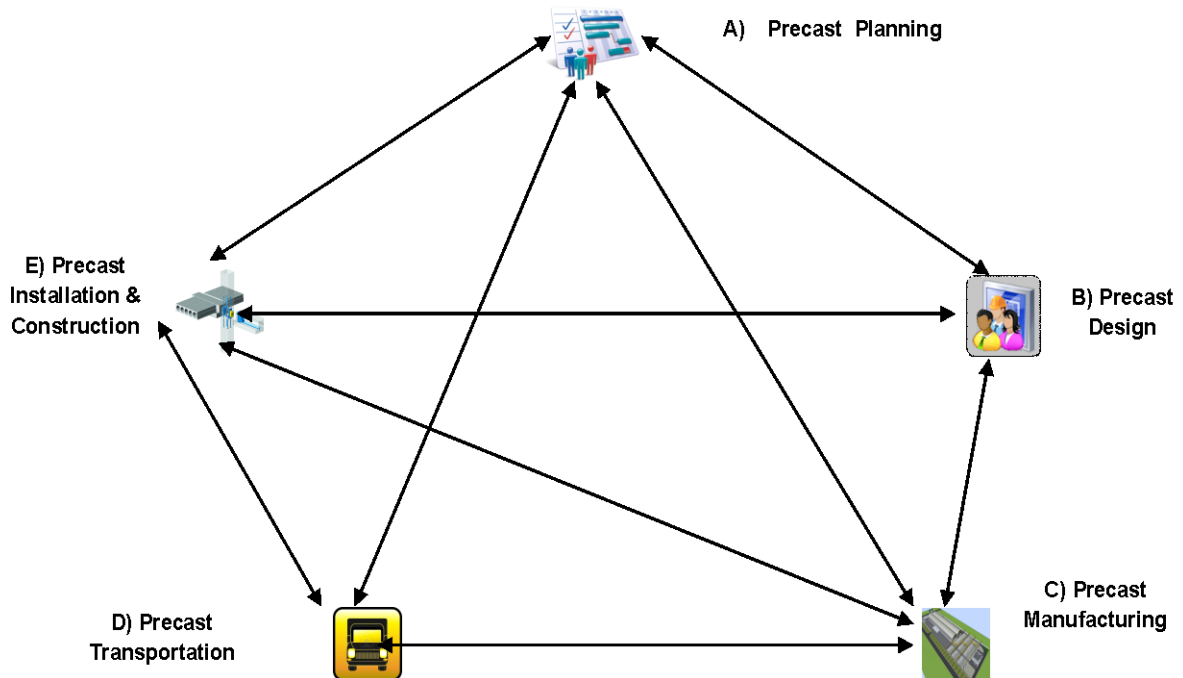 A) Precast Planning
E) Precast
Installation &
Construction
B) Precast
Design
C) Precast
Manufacturing
D) Precast
Transportation